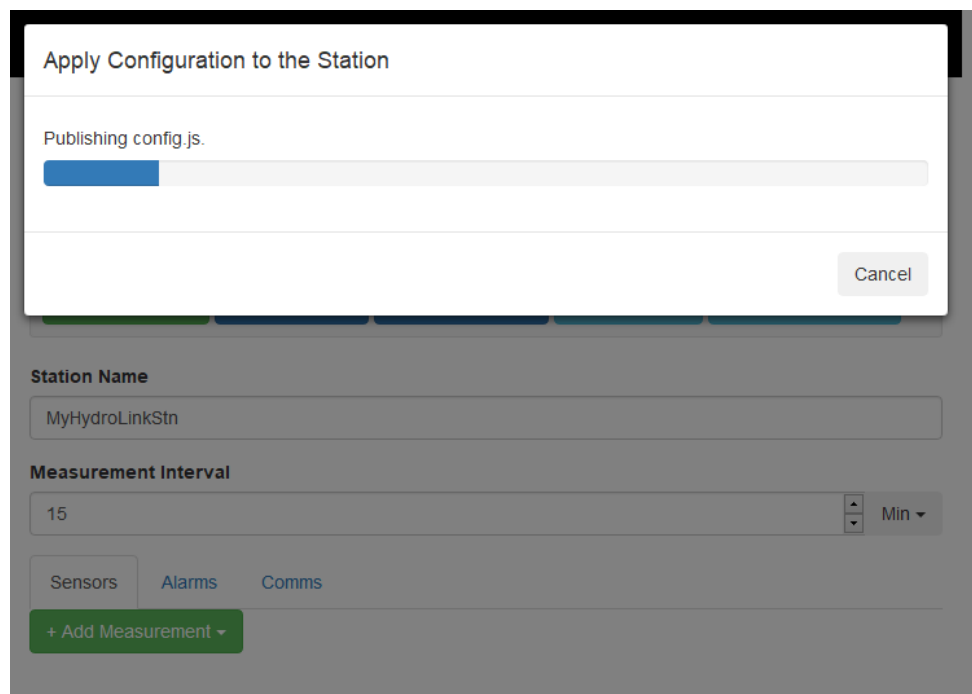 Apply Configuration to the Station
Publishing config.js.
Cancel
Station Name
MyHydroLinkStn
Measurement Interval
15
Min
Sensors Alarms Comms
+ Add Measurement